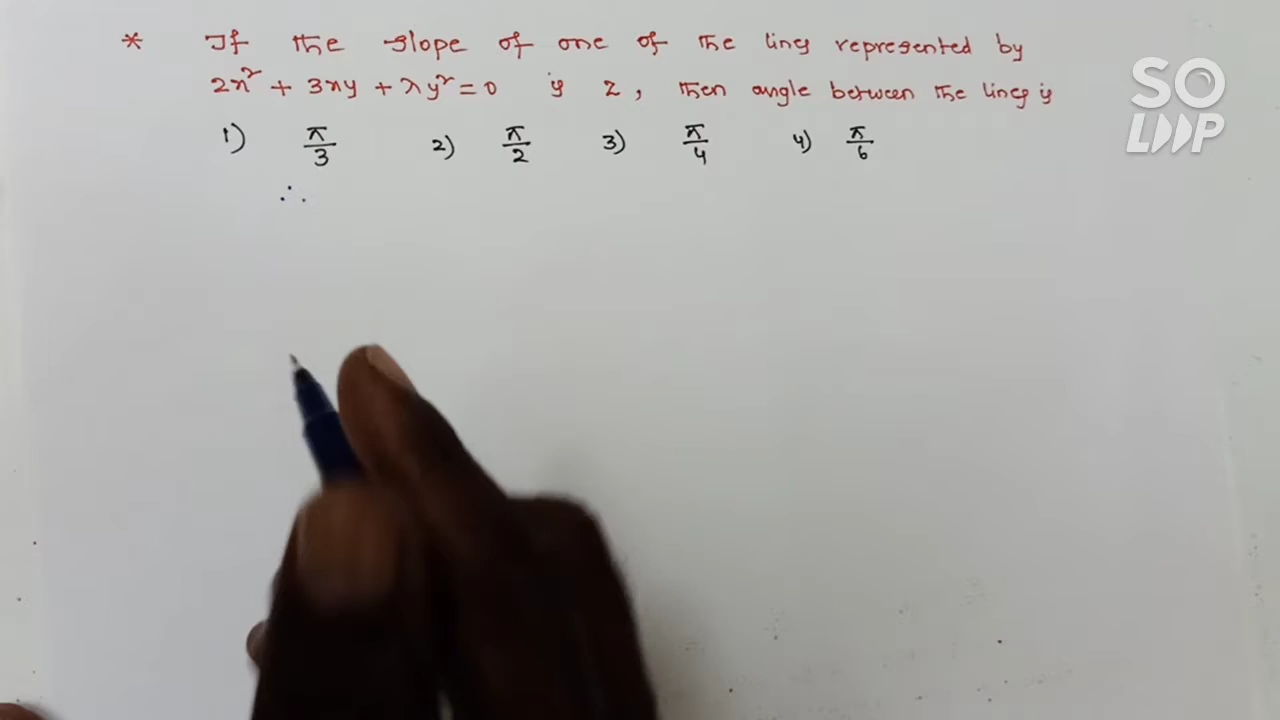 * If the slope of one of the lines represented by
2x² + 3xy + λy² = 0 is 2, then angle between the lines is
1) π/3 2) π/2 3) π/4 4) π/6
∴
SO
LDDP